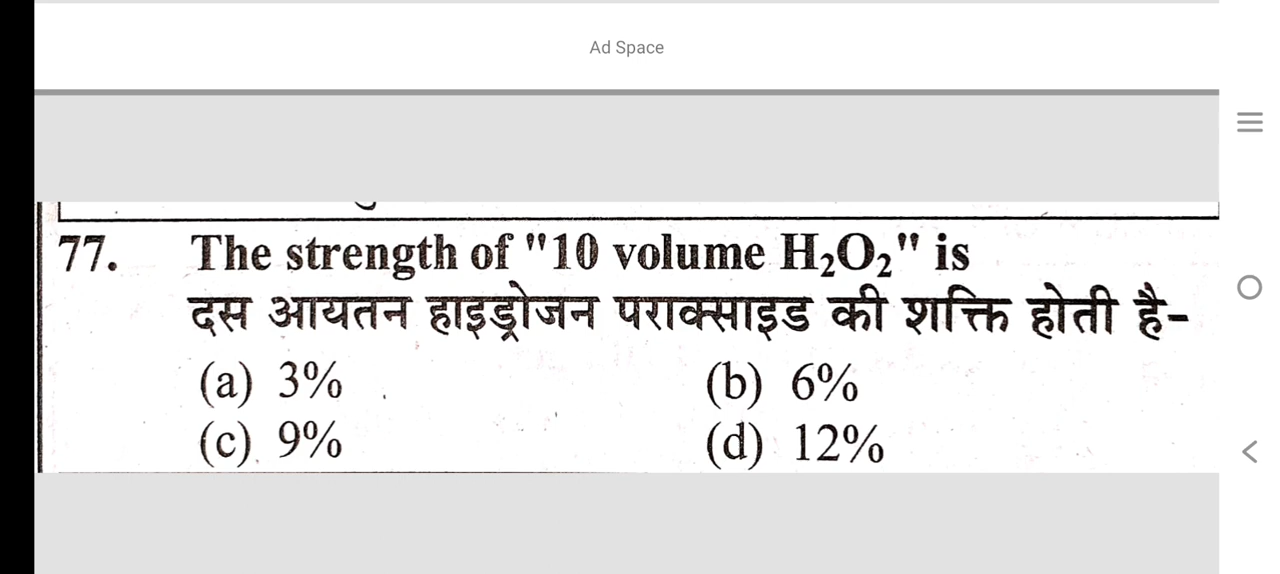 Ad Space
77. The strength of "10 volume H₂O₂" is
दस आयतन हाइड्रोजन पराक्साइड की शक्ति होती है-
(a) 3% (b) 6%
(c) 9% (d) 12%